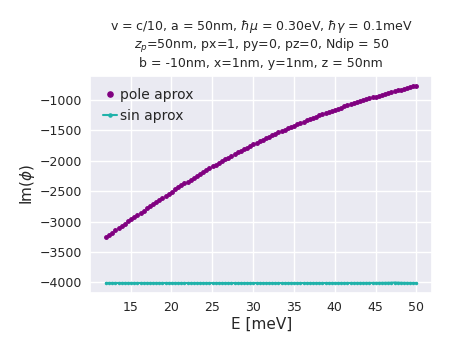 v = c/10, a = 50nm, ℏμ = 0.30eV, ℏγ = 0.1meV
z_p=50nm, px=1, py=0, pz=0, Ndip = 50
b = -10nm, x=1nm, y=1nm, z = 50nm
pole aprox
sin aprox
Im(ϕ)
−1000
−1500
−2000
−2500
−3000
−3500
−4000
15 20 25 30 35 40 45 50
E [meV]